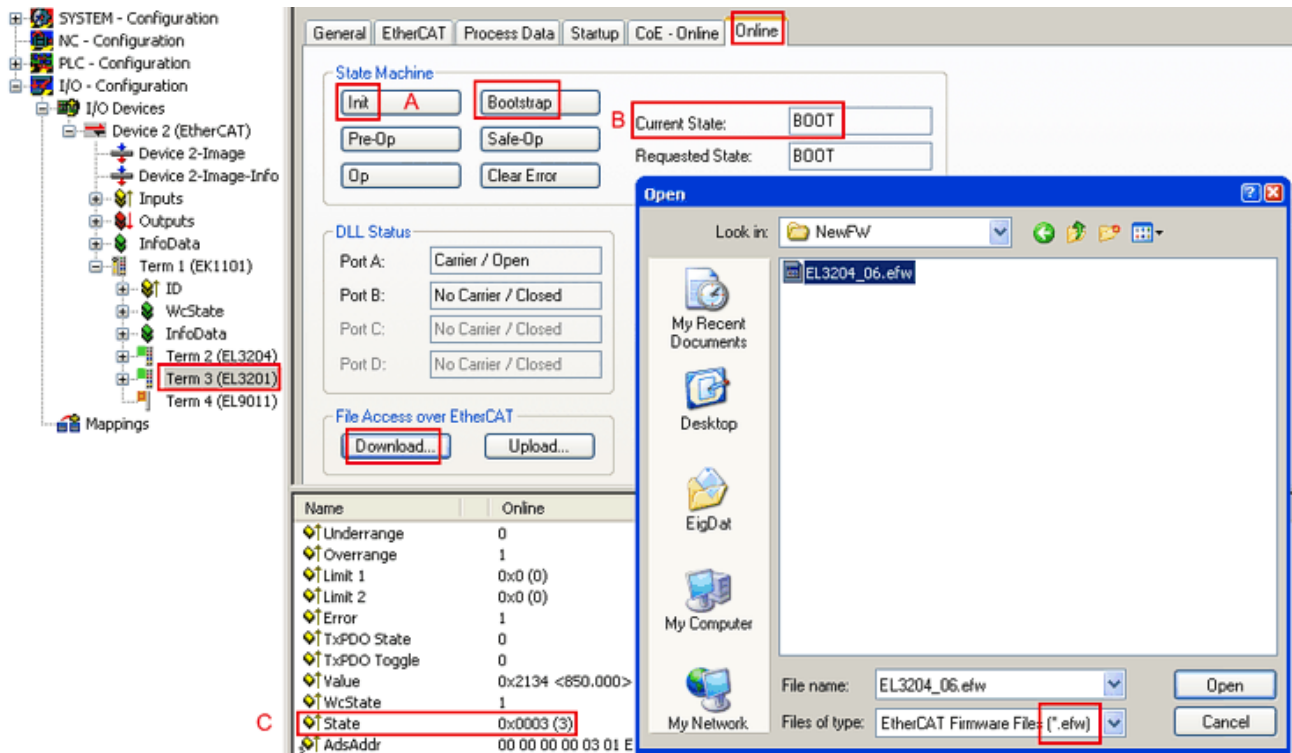 SYSTEM - Configuration
NC - Configuration
PLC - Configuration
I/O - Configuration
I/O Devices
Device 2 (EtherCAT)
Device 2-Image
Device 2-Image-Info
Inputs
Outputs
InfoData
Term 1 (EK1101)
ID
WcState
InfoData
Term 2 (EL3204)
Term 3 (EL3201)
Term 4 (EL9011)
Mappings
General EtherCAT Process Data Startup CoE - Online Online
State Machine
Init A Bootstrap
Pre-Op Safe-Op
Op Clear Error
B Current State: BOOT
Requested State: BOOT
DLL Status
Port A: Carrier / Open
Port B: No Carrier / Closed
Port C: No Carrier / Closed
Port D: No Carrier / Closed
File Access over EtherCAT
Download... Upload...
Name Online
Underrange 0
Overrange 1
Limit 1 0x0 (0)
Limit 2 0x0 (0)
Error 1
TxPDO State 0
TxPDO Toggle 0
Value 0x2134 <850.000>
WcState 1
C State 0x0003 (3)
AdsAddr 00 00 00 00 03 01 E
Open
Look in: NewFW
EL3204_06.efw
My Recent
Documents
Desktop
EigDat
My Computer
My Network
File name: EL3204_06.efw Open
Files of type: EtherCAT Firmware Files (*.efw) Cancel